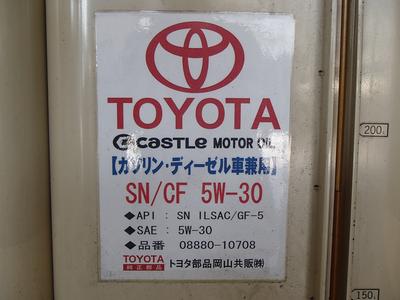 TOYOTA
CASTLE MOTOR OIL
【ガソリン・ディーゼル車兼用】
SN/CF 5W-30
◆API : SN ILSAC/GF-5
◆SAE : 5W-30
◆品番 08880-10708
TOYOTA
純正部品
トヨタ部品岡山共販㈱
200
150